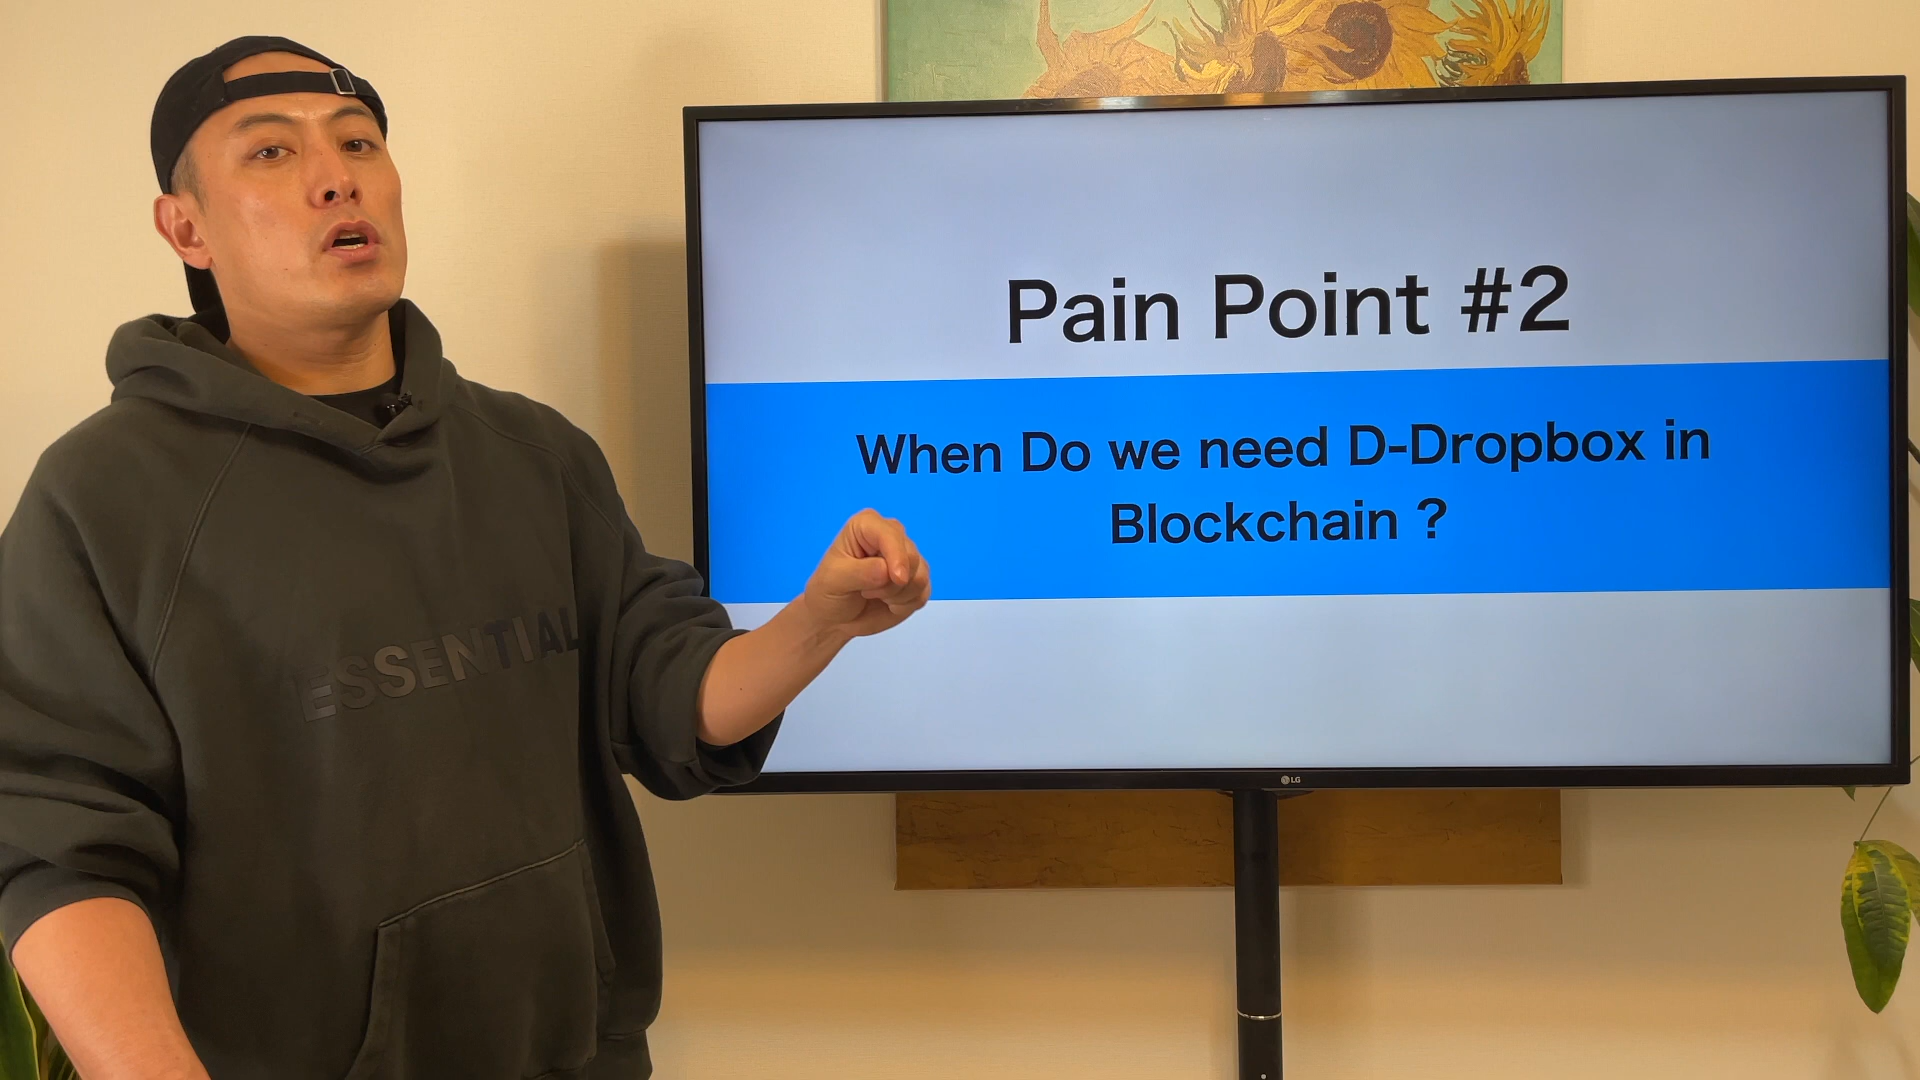 Pain Point #2
When Do we need D-Dropbox in
Blockchain ?
ESSENTIAL
LG